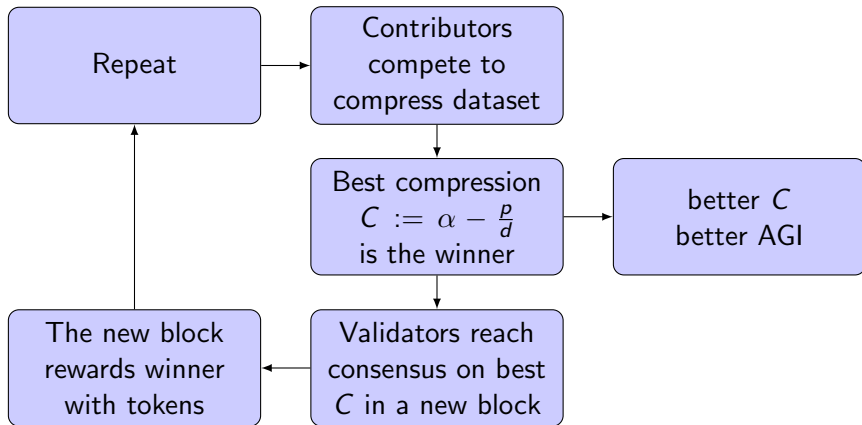 Repeat
Contributors
compete to
compress dataset
Best compression
C := α − p/d
is the winner
better C
better AGI
The new block
rewards winner
with tokens
Validators reach
consensus on best
C in a new block